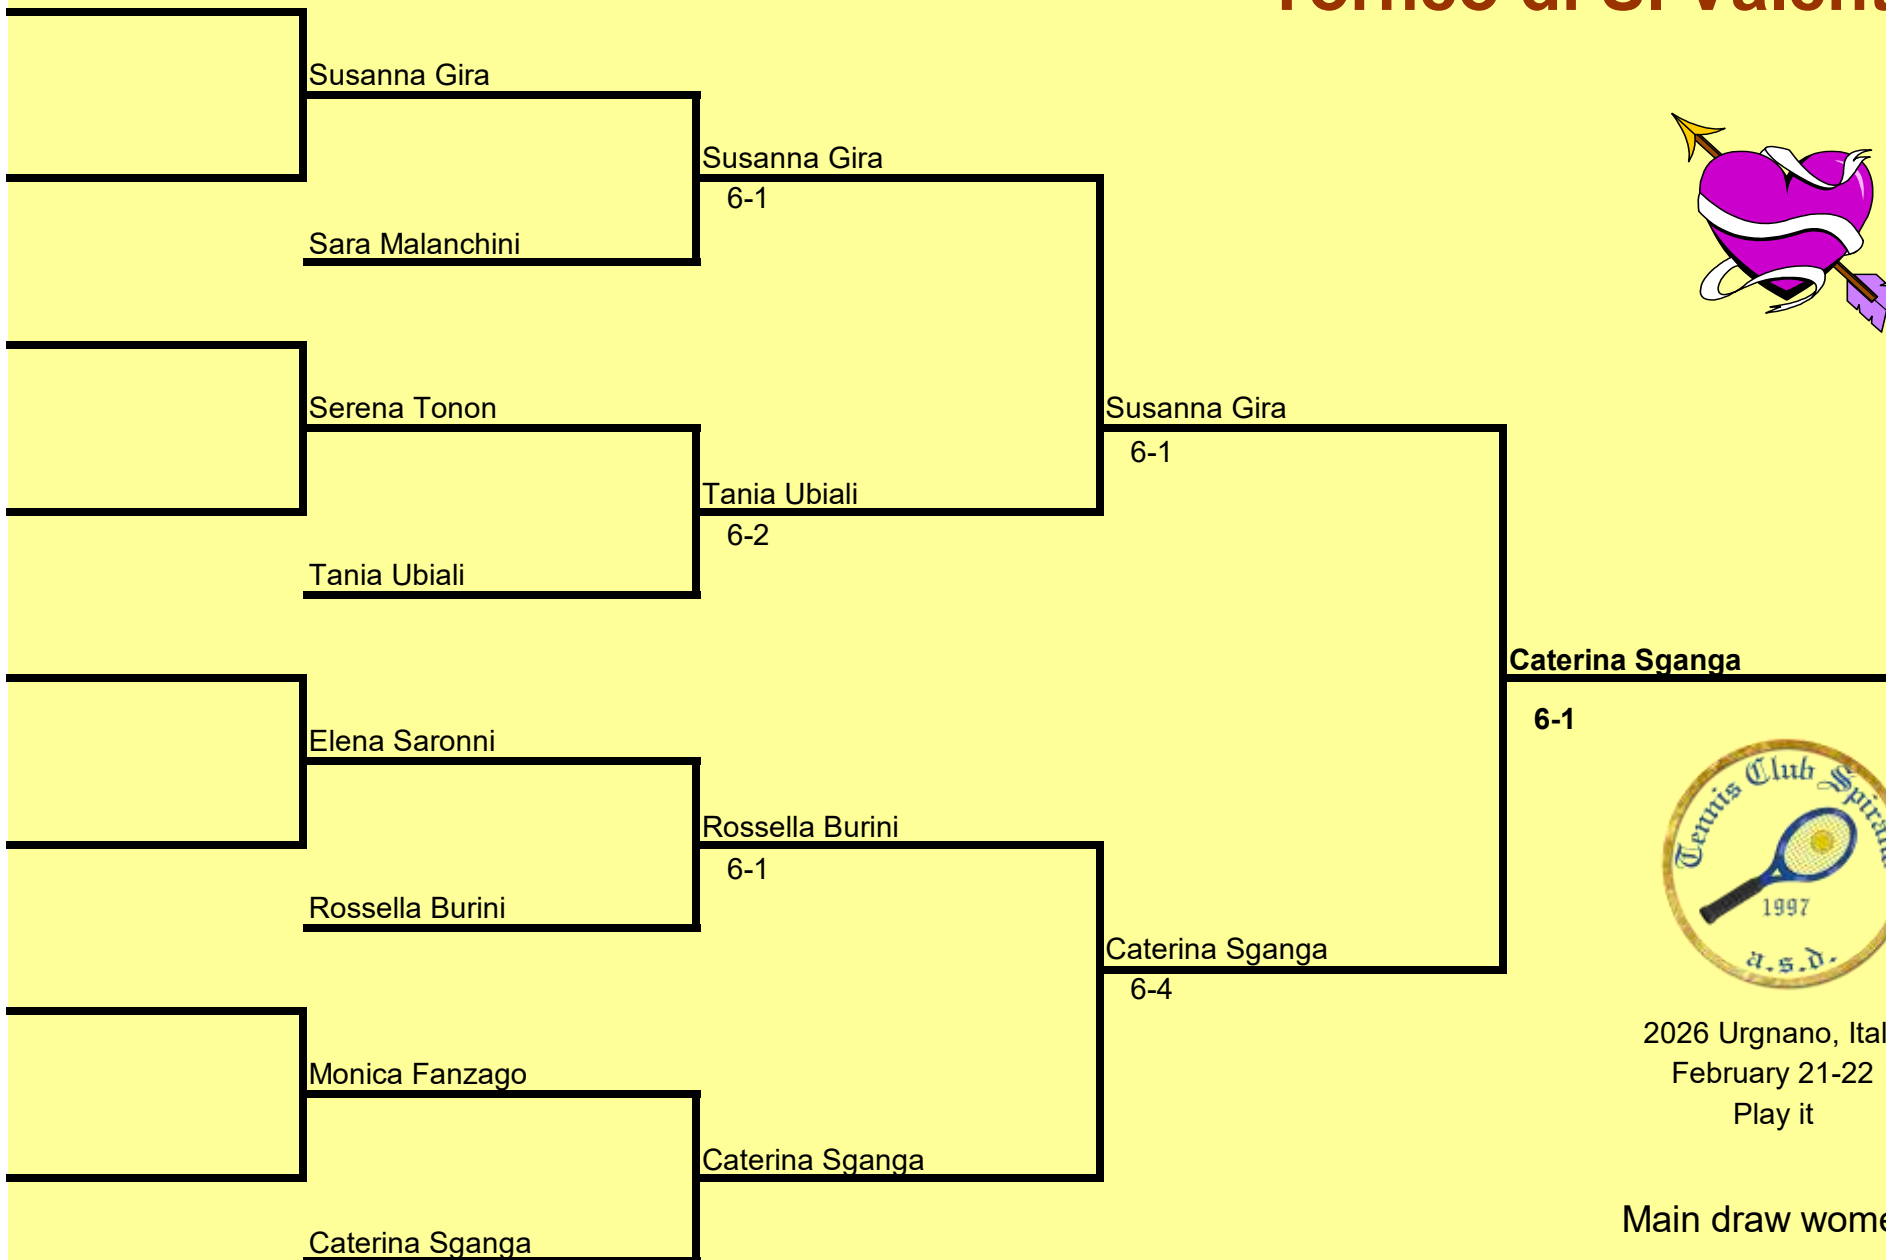 Susanna Gira
Susanna Gira
6-1
Sara Malanchini
Serena Tonon
Susanna Gira
6-1
Tania Ubiali
6-2
Tania Ubiali
Caterina Sganga
6-1
Elena Saronni
Tennis Club
Rossella Burini
6-1
1997
Rossella Burini
Caterina Sganga
a.s.d.
6-4
2026 Urgnano,
February 21-22
Monica Fanzago
Play it
Caterina Sganga
Main draw
Caterina Sganga